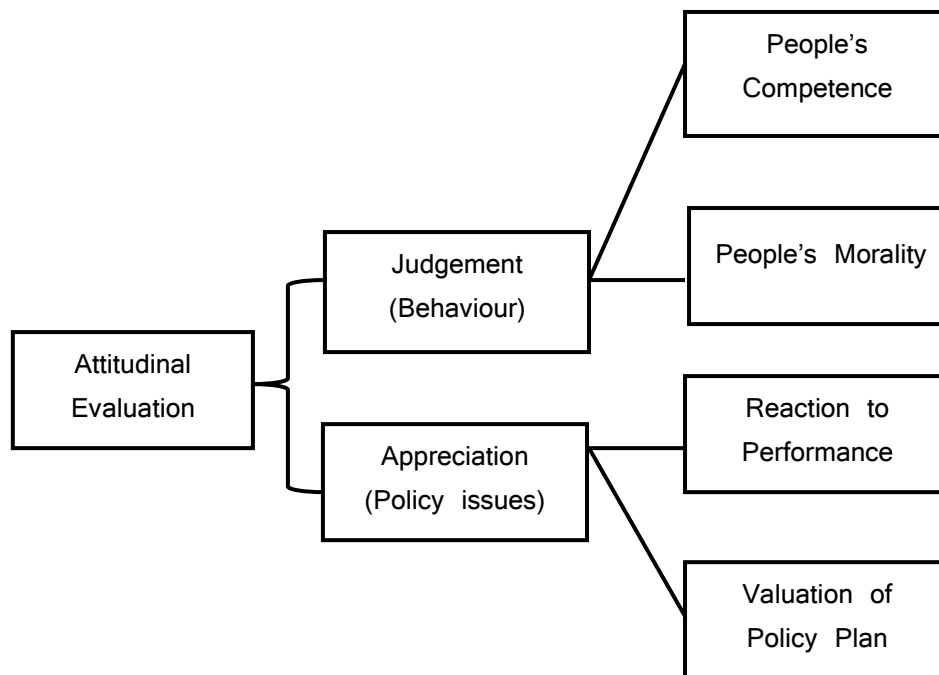 People’s
Competence
People’s Morality
Judgement
(Behaviour)
Attitudinal
Evaluation
Reaction to
Performance
Appreciation
(Policy issues)
Valuation of
Policy Plan